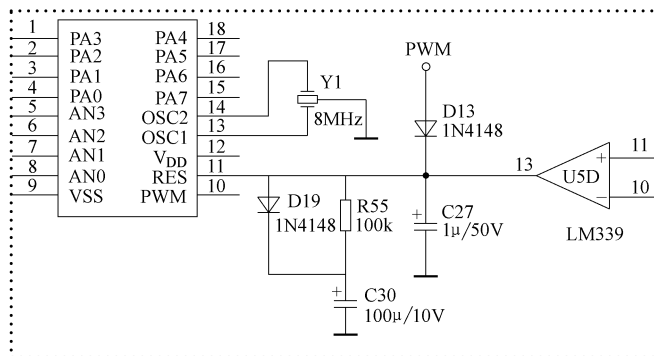 1 PA3 PA4 18
2 PA2 PA5 17
3 PA1 PA6 16
4 PA0 PA7 15
5 AN3 OSC2 14
6 AN2 OSC1 13
7 AN1 VDD 12
8 AN0 RES 11
9 VSS PWM 10
Y1
8MHz
PWM
D13
1N4148
13
+
11
U5D
−
10
LM339
D19
1N4148
R55
100k
+
C27
1μ/50V
+
C30
100μ/10V